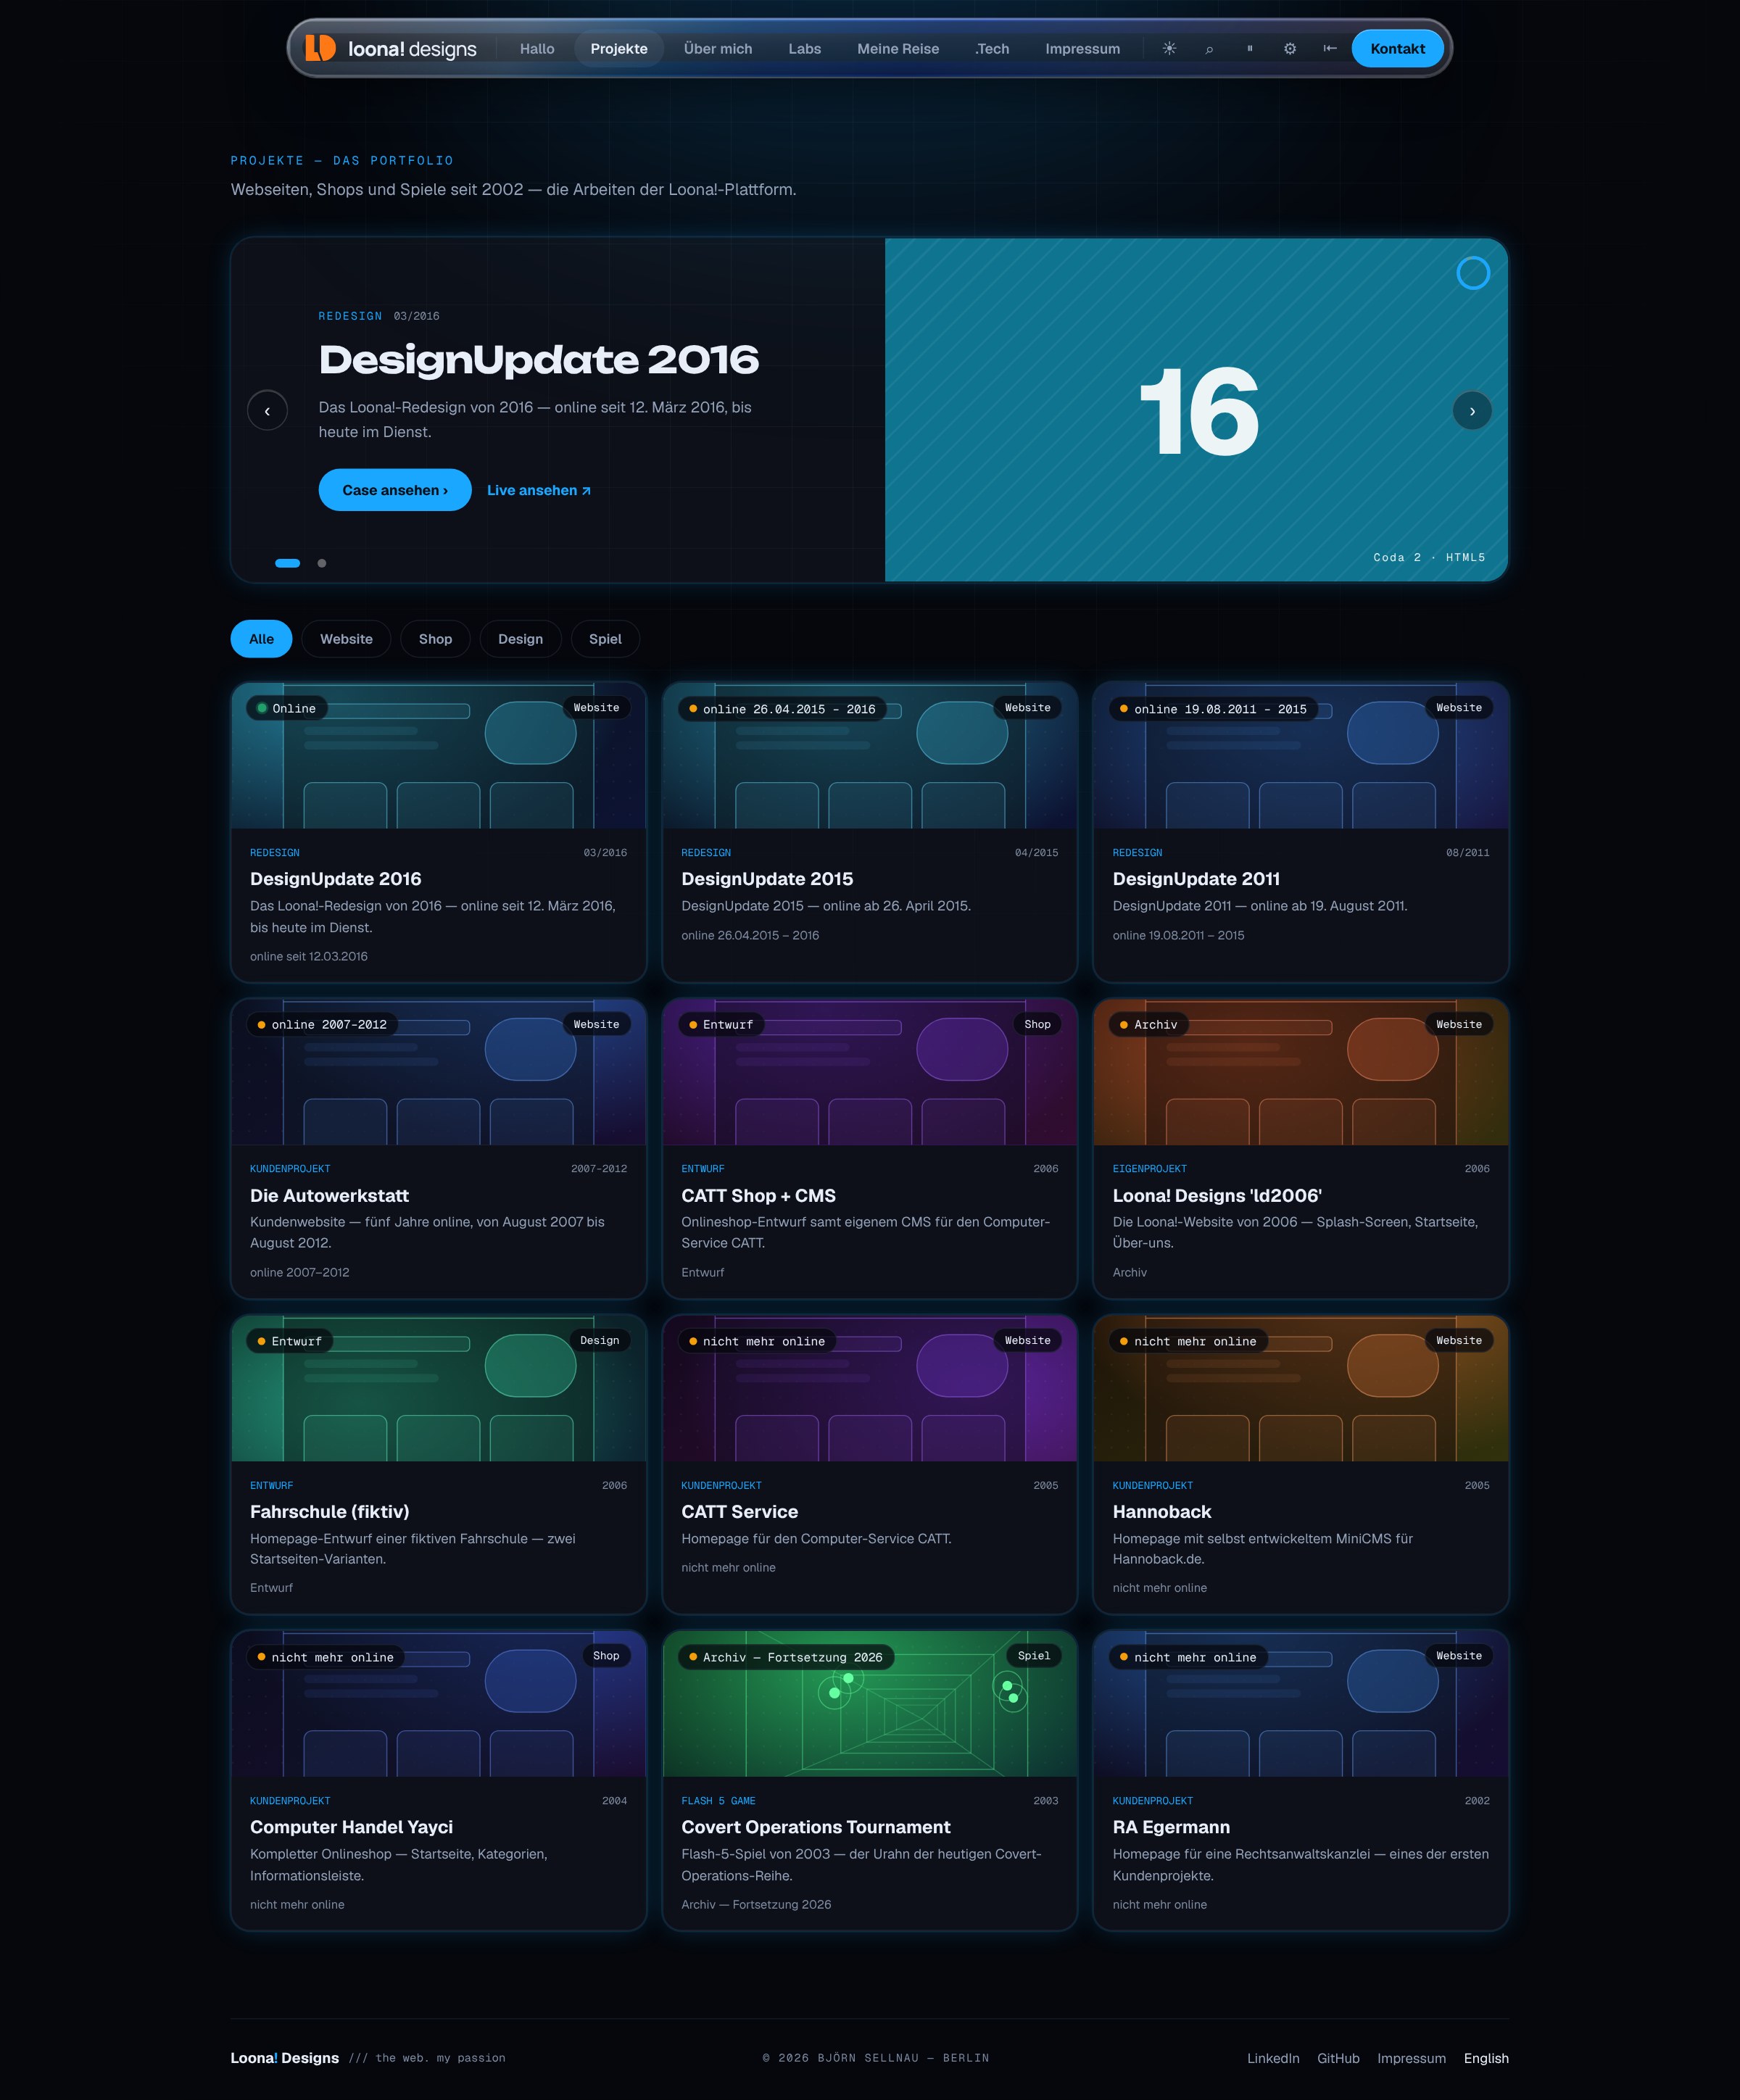 loona! designs Hallo Projekte Über mich Labs Meine Reise .Tech Impressum Kontakt
PROJEKTE — DAS PORTFOLIO
Webseiten, Shops und Spiele seit 2002 — die Arbeiten der Loona!-Plattform.
REDESIGN 03/2016
DesignUpdate 2016
Das Loona!-Redesign von 2016 — online seit 12. März 2016, bis
heute im Dienst.
Case ansehen › Live ansehen ↗
16
Coda 2 · HTML5
Alle Website Shop Design Spiel
Online Website
REDESIGN 03/2016
DesignUpdate 2016
Das Loona!-Redesign von 2016 — online seit 12. März 2016,
bis heute im Dienst.
online seit 12.03.2016
online 26.04.2015 – 2016 Website
REDESIGN 04/2015
DesignUpdate 2015
DesignUpdate 2015 — online ab 26. April 2015.
online 26.04.2015 – 2016
online 19.08.2011 – 2015 Website
REDESIGN 08/2011
DesignUpdate 2011
DesignUpdate 2011 — online ab 19. August 2011.
online 19.08.2011 – 2015
online 2007–2012 Website
KUNDENPROJEKT 2007–2012
Die Autowerkstatt
Kundenwebsite — fünf Jahre online, von August 2007 bis
August 2012.
online 2007–2012
Entwurf Shop
ENTWURF 2006
CATT Shop + CMS
Onlineshop-Entwurf samt eigenem CMS für den Computer-
Service CATT.
Entwurf
Archiv Website
EIGENPROJEKT 2006
Loona! Designs 'ld2006'
Die Loona!-Website von 2006 — Splash-Screen, Startseite,
Über-uns.
Archiv
Entwurf Design
ENTWURF 2006
Fahrschule (fiktiv)
Homepage-Entwurf einer fiktiven Fahrschule — zwei
Startseiten-Varianten.
Entwurf
nicht mehr online Website
KUNDENPROJEKT 2005
CATT Service
Homepage für den Computer-Service CATT.
nicht mehr online
nicht mehr online Website
KUNDENPROJEKT 2005
Hannoback
Homepage mit selbst entwickeltem MiniCMS für
Hannoback.de.
nicht mehr online
nicht mehr online Shop
KUNDENPROJEKT 2004
Computer Handel Yayci
Kompletter Onlineshop — Startseite, Kategorien,
Informationsleiste.
nicht mehr online
Archiv — Fortsetzung 2026 Spiel
FLASH 5 GAME 2003
Covert Operations Tournament
Flash-5-Spiel von 2003 — der Urahn der heutigen Covert-
Operations-Reihe.
Archiv — Fortsetzung 2026
nicht mehr online Website
KUNDENPROJEKT 2002
RA Egermann
Homepage für eine Rechtsanwaltskanzlei — eines der ersten
Kundenprojekte.
nicht mehr online
Loona! Designs /// the web. my passion © 2026 BJÖRN SELLNAU — BERLIN LinkedIn GitHub Impressum English